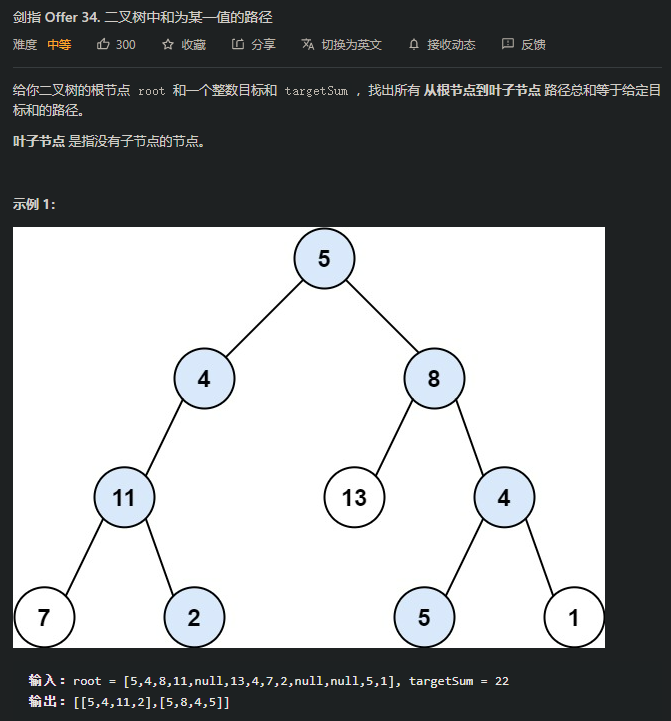 剑指 Offer 34. 二叉树中和为某一值的路径
难度 中等 300 收藏 分享 切换为英文 接收动态 反馈
给你二叉树的根节点 root 和一个整数目标和 targetSum ，找出所有 从根节点到叶子节点 路径总和等于给定目
标和的路径。
叶子节点 是指没有子节点的节点。
示例 1：
5
4 8
11 13 4
7 2 5 1
输入：root = [5,4,8,11,null,13,4,7,2,null,null,5,1], targetSum = 22
输出：[[5,4,11,2],[5,8,4,5]]